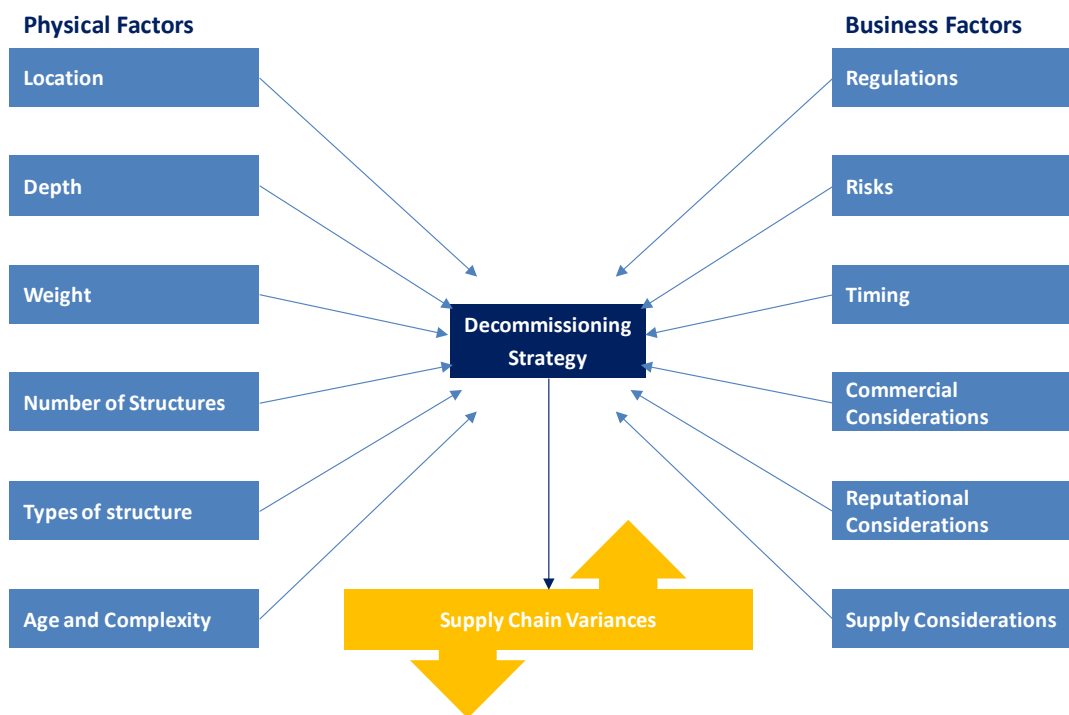 Physical Factors
Location
Depth
Weight
Number of Structures
Types of structure
Age and Complexity
Decommissioning
Strategy
Supply Chain Variances
Business Factors
Regulations
Risks
Timing
Commercial
Considerations
Reputational
Considerations
Supply Considerations